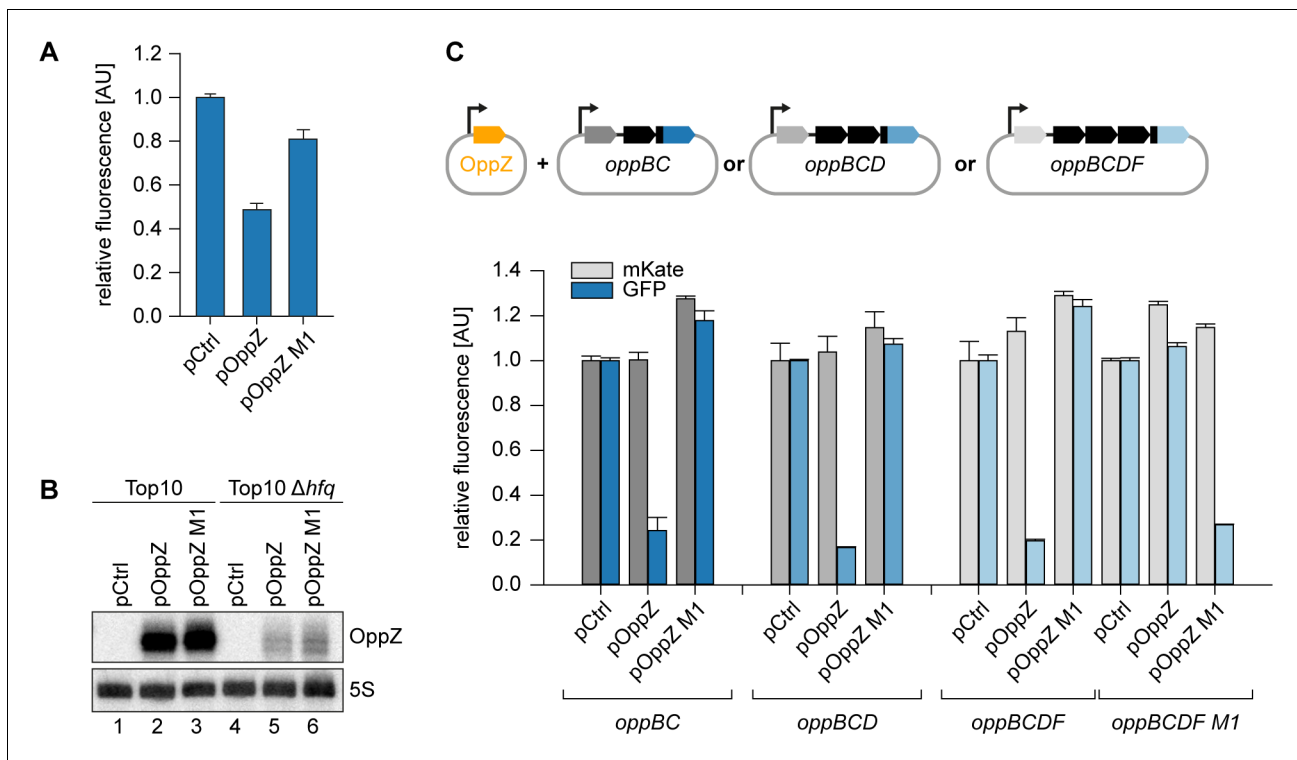 A
relative fluorescence [AU]
1.2
1.0
0.8
0.6
0.4
0.2
0.0
pCtrl
pOppZ
pOppZ M1
B
Top10
Top10 Δhfq
pCtrl
pOppZ
pOppZ M1
pCtrl
pOppZ
pOppZ M1
OppZ
5S
1 2 3 4 5 6
C
OppZ + oppBC or oppBCD or oppBCDF
relative fluorescence [AU]
1.4
1.2
1.0
0.8
0.6
0.4
0.2
0.0
mKate
GFP
pCtrl
pOppZ
pOppZ M1
pCtrl
pOppZ
pOppZ M1
pCtrl
pOppZ
pOppZ M1
pCtrl
pOppZ
pOppZ M1
oppBC
oppBCD
oppBCDF
oppBCDF M1